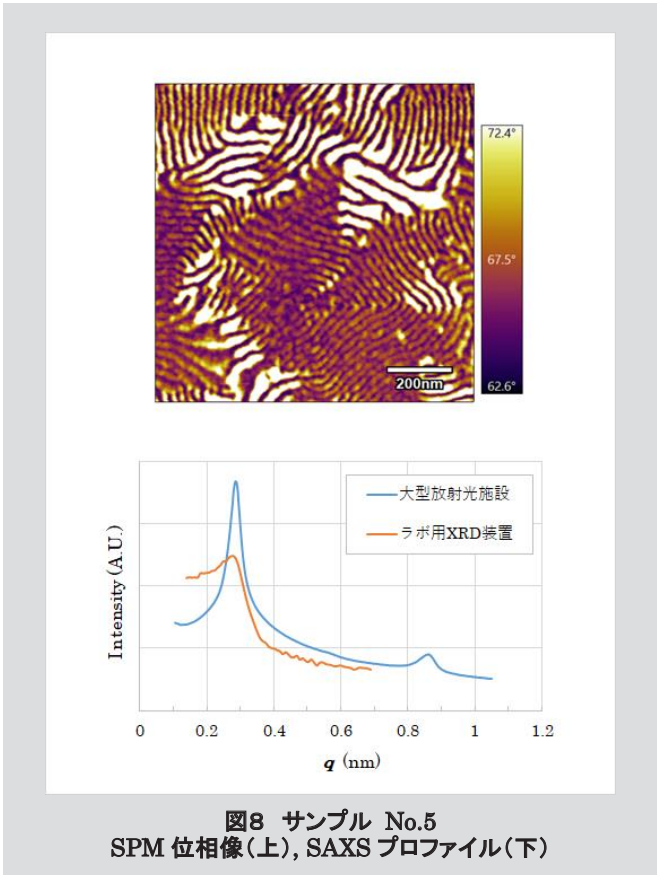 72.4°
67.5°
62.6°
200nm
大型放射光施設
ラボ用XRD装置
Intensity (A.U.)
0 0.2 0.4 0.6 0.8 1 1.2
q (nm)
図8 サンプル No.5
SPM 位相像(上), SAXS プロファイル(下)